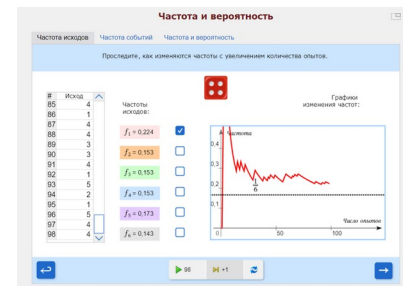 Частота и вероятность
Частота исходов Частота событий Частота и вероятность
Проследите, как изменяются частоты с увеличением количества опытов.
# Исход
85 4
86 1
87 4
88 4
89 3
90 3
91 4
92 1
93 5
94 2
95 1
96 5
97 4
98 4
Частоты
исходов:
f₁ = 0,224
f₂ = 0,153
f₃ = 0,153
f₄ = 0,153
f₅ = 0,173
f₆ = 0,143
Графики
изменения частот:
Частота
0,4
0,3
0,2
0,1
0
1
6
50
100
Число опытов
98
+1